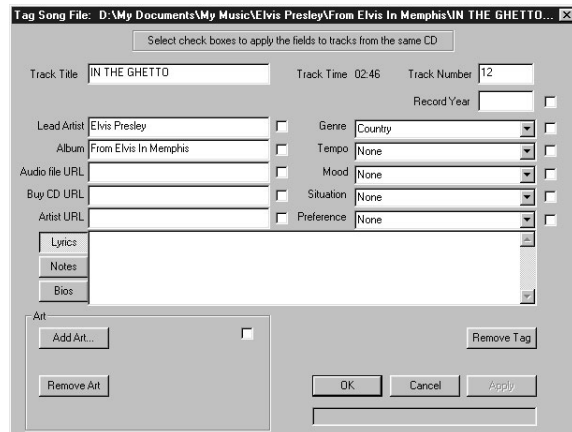 Tag Song File: D:\My Documents\My Music\Elvis Presley\From Elvis In Memphis\IN THE GHETTO...
Select check boxes to apply the fields to tracks from the same CD
Track Title IN THE GHETTO Track Time 02:46 Track Number 12
Record Year
Lead Artist Elvis Presley Genre Country
Album From Elvis In Memphis Tempo None
Audio file URL Mood None
Buy CD URL Situation None
Artist URL Preference None
Lyrics
Notes
Bios
Art
Add Art... Remove Tag
Remove Art OK Cancel Apply